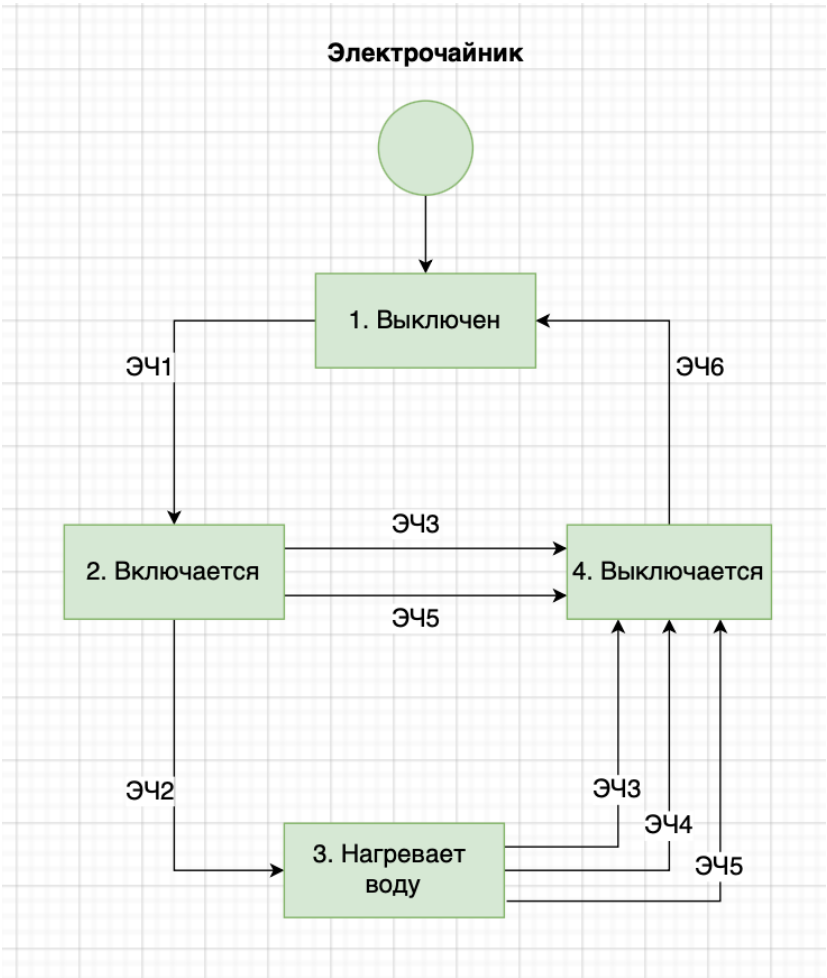 Электрочайник
1. Выключен
ЭЧ1
ЭЧ6
ЭЧ3
2. Включается
4. Выключается
ЭЧ5
ЭЧ2
ЭЧ3
ЭЧ4
3. Нагревает
воду
ЭЧ5